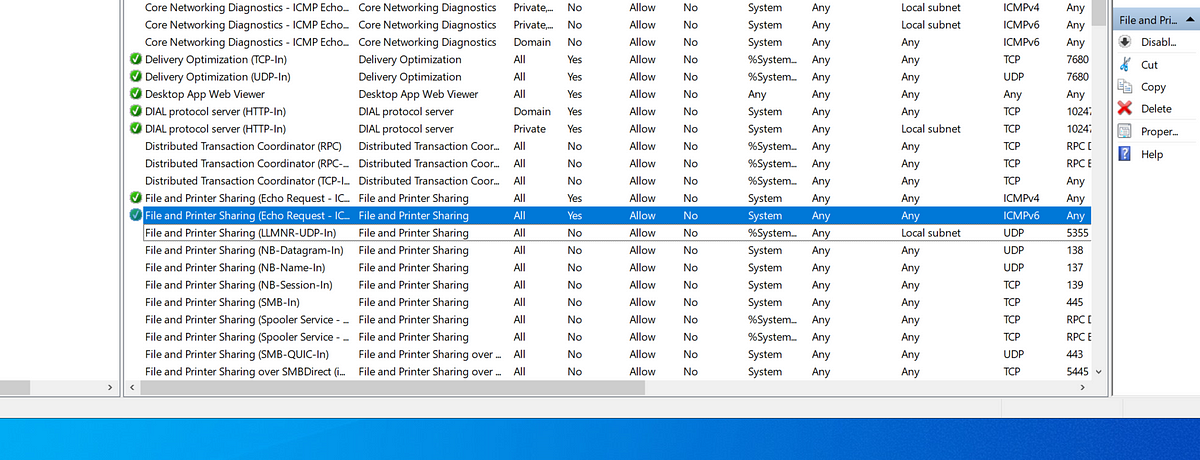 Core Networking Diagnostics - ICMP Echo... Core Networking Diagnostics Private,... No Allow No System Any Local subnet ICMPv4 Any
Core Networking Diagnostics - ICMP Echo... Core Networking Diagnostics Private,... No Allow No System Any Local subnet ICMPv6 Any
Core Networking Diagnostics - ICMP Echo... Core Networking Diagnostics Domain No Allow No System Any Any ICMPv6 Any
Delivery Optimization (TCP-In) Delivery Optimization All Yes Allow No %System... Any Any TCP 7680
Delivery Optimization (UDP-In) Delivery Optimization All Yes Allow No %System... Any Any UDP 7680
Desktop App Web Viewer Desktop App Web Viewer All Yes Allow No Any Any Any Any Any
DIAL protocol server (HTTP-In) DIAL protocol server Domain Yes Allow No System Any Any TCP 10247
DIAL protocol server (HTTP-In) DIAL protocol server Private Yes Allow No System Any Local subnet TCP 10247
Distributed Transaction Coordinator (RPC) Distributed Transaction Coor... All No Allow No %System... Any Any TCP RPC
Distributed Transaction Coordinator (RPC-... Distributed Transaction Coor... All No Allow No %System... Any Any TCP RPC
Distributed Transaction Coordinator (TCP-I... Distributed Transaction Coor... All No Allow No %System... Any Any TCP Any
File and Printer Sharing (Echo Request - IC... File and Printer Sharing All Yes Allow No System Any Any ICMPv4 Any
File and Printer Sharing (Echo Request - IC... File and Printer Sharing All Yes Allow No System Any Any ICMPv6 Any
File and Printer Sharing (LLMNR-UDP-In) File and Printer Sharing All No Allow No %System... Any Local subnet UDP 5355
File and Printer Sharing (NB-Datagram-In) File and Printer Sharing All No Allow No System Any Any UDP 138
File and Printer Sharing (NB-Name-In) File and Printer Sharing All No Allow No System Any Any UDP 137
File and Printer Sharing (NB-Session-In) File and Printer Sharing All No Allow No System Any Any TCP 139
File and Printer Sharing (SMB-In) File and Printer Sharing All No Allow No System Any Any TCP 445
File and Printer Sharing (Spooler Service - ... File and Printer Sharing All No Allow No %System... Any Any TCP RPC
File and Printer Sharing (Spooler Service - ... File and Printer Sharing All No Allow No %System... Any Any TCP RPC
File and Printer Sharing (SMB-QUIC-In) File and Printer Sharing over ... All No Allow No System Any Any UDP 443
File and Printer Sharing over SMBDirect (i... File and Printer Sharing over ... All No Allow No System Any Any TCP 5445
File and Pri...
Disabl...
Cut
Copy
Delete
Proper...
Help